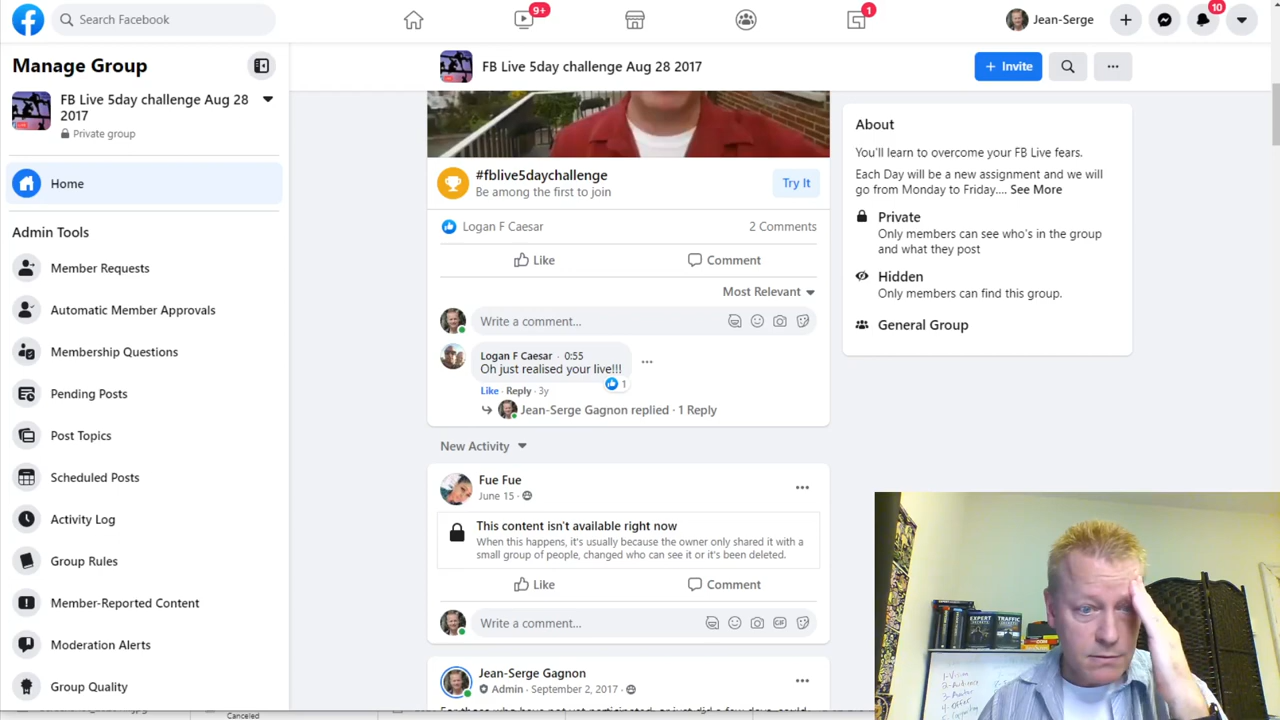 Search Facebook
9+
1
Jean-Serge
10
Manage Group
FB Live 5day challenge Aug 28
2017
Private group
Home
Admin Tools
Member Requests
Automatic Member Approvals
Membership Questions
Pending Posts
Post Topics
Scheduled Posts
Activity Log
Group Rules
Member-Reported Content
Moderation Alerts
Group Quality
FB Live 5day challenge Aug 28 2017
+ Invite
#fblive5daychallenge
Be among the first to join
Try It
Logan F Caesar
2 Comments
Like
Comment
Most Relevant
Write a comment...
Logan F Caesar · 0:55
Oh just realised your live!!!
1
Like · Reply · 3y
Jean-Serge Gagnon replied · 1 Reply
New Activity
Fue Fue
June 15 ·
This content isn't available right now
When this happens, it's usually because the owner only shared it with a
small group of people, changed who can see it or it's been deleted.
Like
Comment
Write a comment...
GIF
Jean-Serge Gagnon
Admin · September 2, 2017 ·
About
You'll learn to overcome your FB Live fears.
Each Day will be a new assignment and we will
go from Monday to Friday.... See More
Private
Only members can see who's in the group
and what they post
Hidden
Only members can find this group.
General Group
EXPERT
SECRETS
TRAFFIC
SECRETS
Canceled